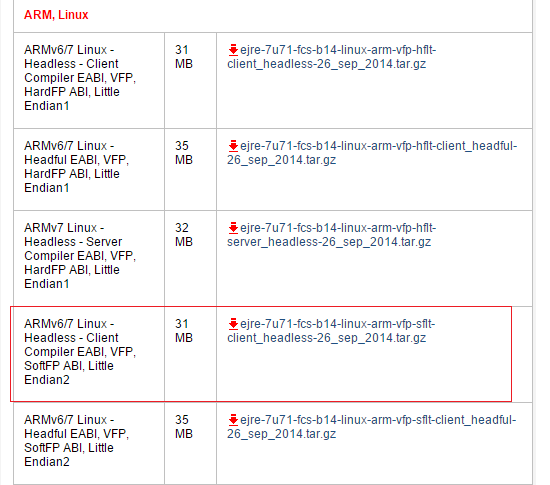 ARM, Linux
ARMv6/7 Linux -
Headless - Client
Compiler EABI, VFP,
HardFP ABI, Little
Endian1
31
MB
ejre-7u71-fcs-b14-linux-arm-vfp-hflt-
client_headless-26_sep_2014.tar.gz
ARMv6/7 Linux -
Headful EABI, VFP,
HardFP ABI, Little
Endian1
35
MB
ejre-7u71-fcs-b14-linux-arm-vfp-hflt-client_headful-
26_sep_2014.tar.gz
ARMv7 Linux -
Headless - Server
Compiler EABI, VFP,
HardFP ABI, Little
Endian1
32
MB
ejre-7u71-fcs-b14-linux-arm-vfp-hflt-
server_headless-26_sep_2014.tar.gz
ARMv6/7 Linux -
Headless - Client
Compiler EABI, VFP,
SoftFP ABI, Little
Endian2
31
MB
ejre-7u71-fcs-b14-linux-arm-vfp-sflt-
client_headless-26_sep_2014.tar.gz
ARMv6/7 Linux -
Headful EABI, VFP,
SoftFP ABI, Little
Endian2
35
MB
ejre-7u71-fcs-b14-linux-arm-vfp-sflt-client_headful-
26_sep_2014.tar.gz